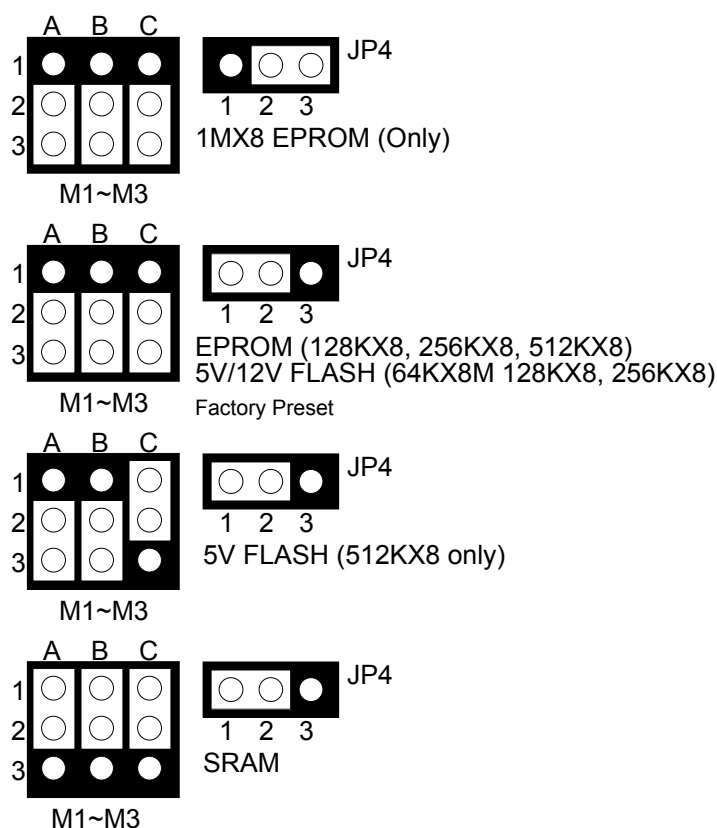 A B C
1
2
3
M1~M3
JP4
1 2 3
1MX8 EPROM (Only)
A B C
1
2
3
M1~M3
JP4
1 2 3
EPROM (128KX8, 256KX8, 512KX8)
5V/12V FLASH (64KX8M 128KX8, 256KX8)
Factory Preset
A B C
1
2
3
M1~M3
JP4
1 2 3
5V FLASH (512KX8 only)
A B C
1
2
3
M1~M3
JP4
1 2 3
SRAM